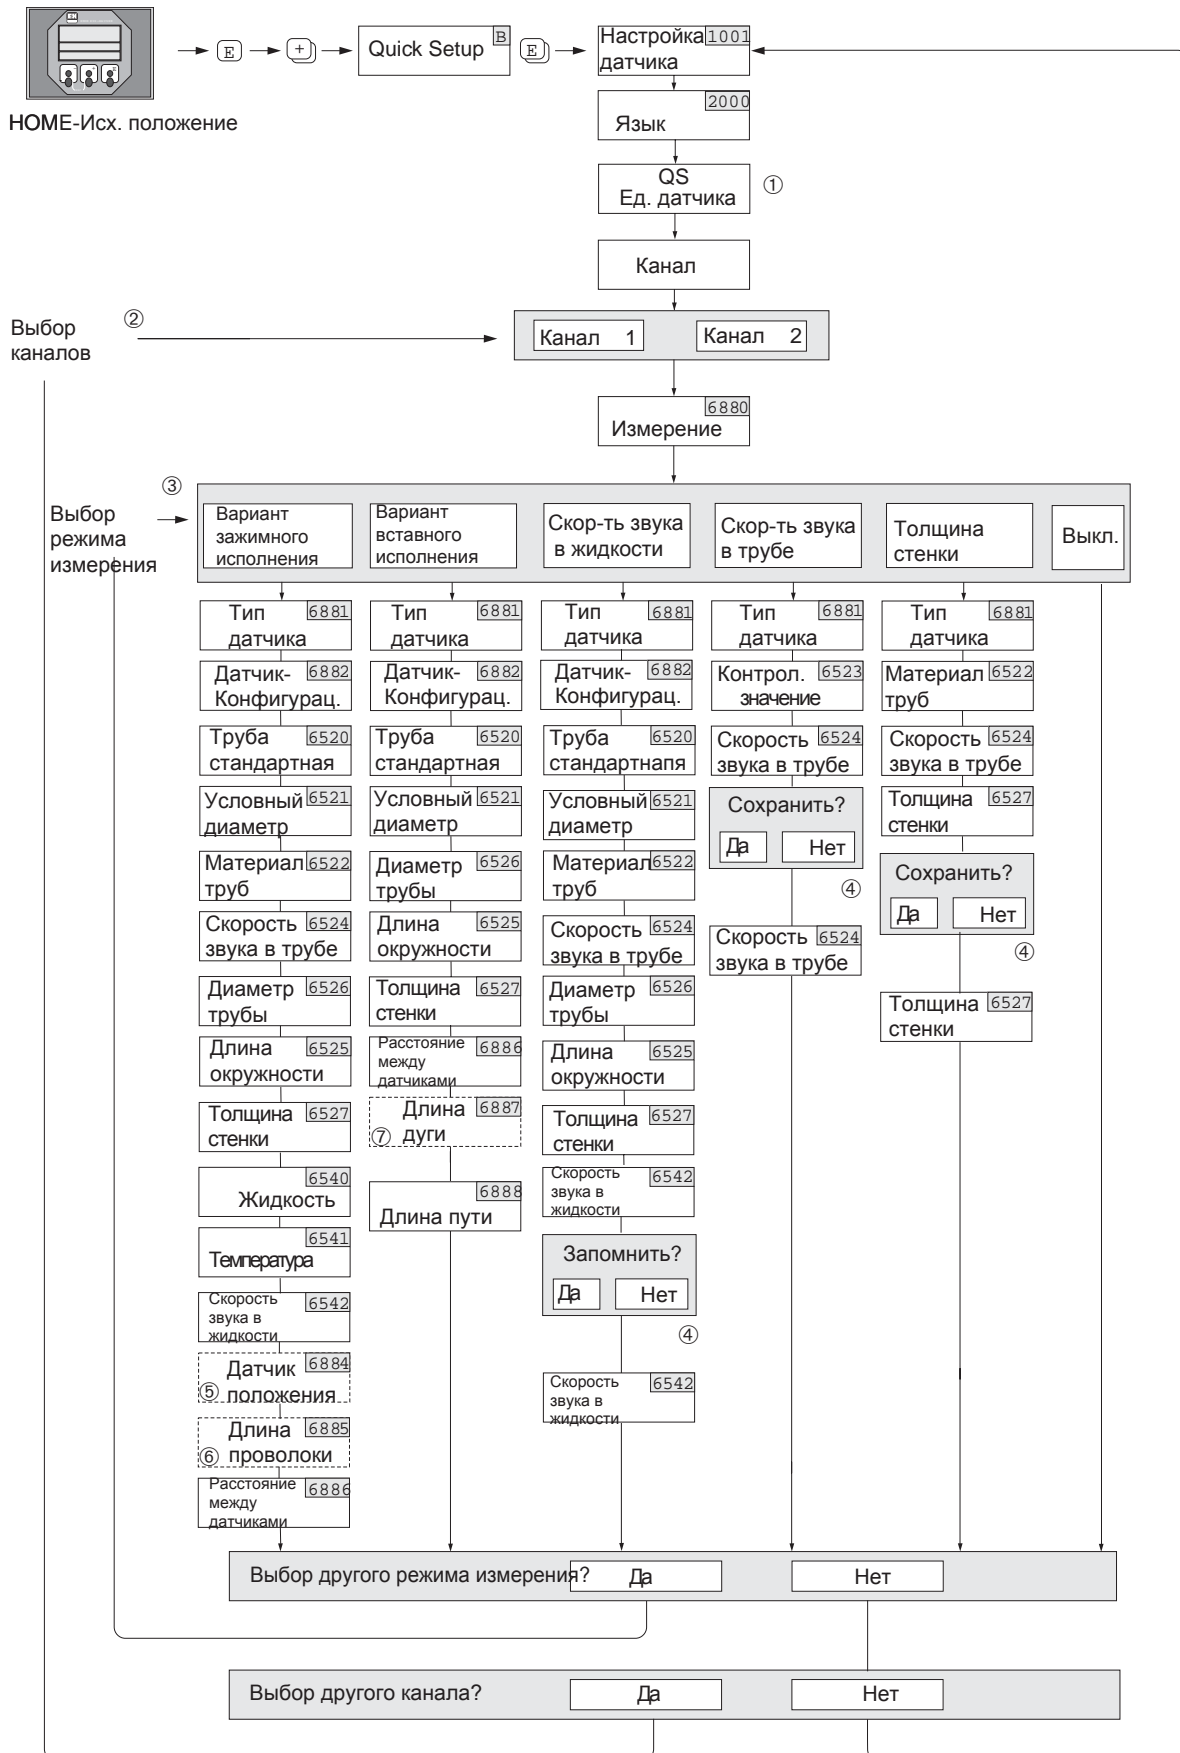 E
+
Quick Setup
B
E
Настройка
датчика
1001
HOME-Исх. положение
2000
Язык
QS
Ед. датчика
①
Канал
Выбор
каналов
②
Канал 1
Канал 2
6880
Измерение
③
Выбор
режима
измерения
Вариант
зажимного
исполнения
Вариант
вставного
исполнения
Скор-ть звука
в жидкости
Скор-ть звука
в трубе
Толщина
стенки
Выкл.
Тип
датчика
6881
Датчик-
Конфигурац.
6882
Труба
стандартная
6520
Условный
диаметр
6521
Материал
труб
6522
Скорость
звука в трубе
6524
Диаметр
трубы
6526
Длина
окружности
6525
Толщина
стенки
6527
6540
Жидкость
6541
Температура
Скорость
звука в
жидкости
6542
Датчик
положения
6884
⑤
Длина
проволоки
6885
⑥
Расстояние
между
датчиками
6886
Тип
датчика
6881
Датчик-
Конфигурац.
6882
Труба
стандартная
6520
Условный
диаметр
6521
Диаметр
трубы
6526
Длина
окружности
6525
Толщина
стенки
6527
Расстояние
между
датчиками
6886
Длина
дуги
6887
⑦
6888
Длина пути
Тип
датчика
6881
Датчик-
Конфигурац.
6882
Труба
стандартнапя
6520
Условный
диаметр
6521
Материал
труб
6522
Скорость
звука в трубе
6524
Диаметр
трубы
6526
Длина
окружности
6525
Толщина
стенки
6527
Скорость
звука в
жидкости
6542
Запомнить?
Да
Нет
④
Скорость
звука в
жидкости
6542
Тип
датчика
6881
Контрол.
значение
6523
Скорость
звука в трубе
6524
Сохранить?
Да
Нет
④
Скорость
звука в трубе
6524
Тип
датчика
6881
Материал
труб
6522
Скорость
звука в трубе
6524
Толщина
стенки
6527
Сохранить?
Да
Нет
④
Толщина
стенки
6527
Выбор другого режима измерения? Да Нет
Выбор другого канала? Да Нет